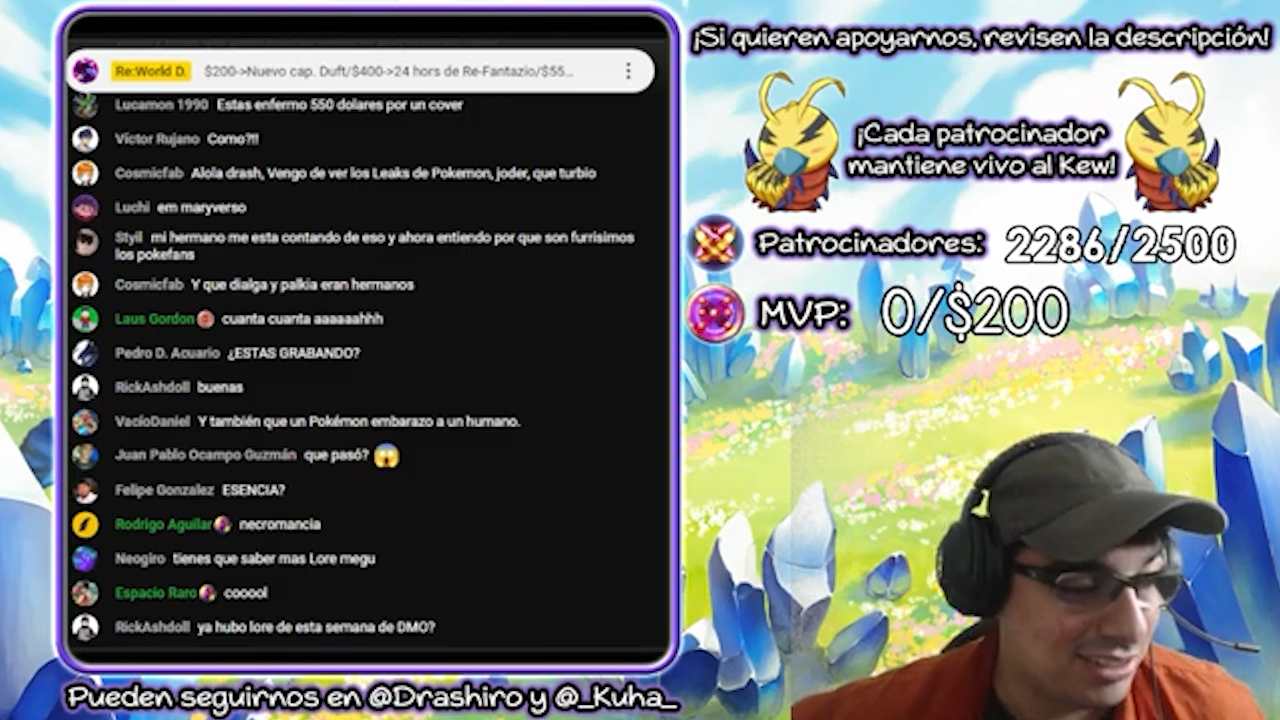 ¡Si quieren apoyarnos, revisen la descripción!
Re:World D. $200->Nuevo cap. Duft/$400->24 hors de Re-Fantazio/$55...
Lucamon 1990 Estas enfermo 550 dolares por un cover
Víctor Rujano Como?!!
Cosmicfab Alola drash, Vengo de ver los Leaks de Pokemon, joder, que turbio
Luchi em maryverso
Styil mi hermano me esta contando de eso y ahora entiendo por que son furrisimos
los pokefans
Cosmicfab Y que dialga y palkia eran hermanos
Laus Gordon cuanta cuanta aaaaaahhh
Pedro D. Acuario ¿ESTAS GRABANDO?
RickAshdoll buenas
VacíoDaniel Y también que un Pokémon embarazo a un humano.
Juan Pablo Ocampo Guzmán que pasó? 😱
Felipe Gonzalez ESENCIA?
Rodrigo Aguilar necromancia
Neogiro tienes que saber mas Lore megu
Espacio Raro cooool
RickAshdoll ya hubo lore de esta semana de DMO?
¡Cada patrocinador
mantiene vivo al Kew!
Patrocinadores: 2286/2500
MVP: 0/$200
Pueden seguirnos en @Drashiro y @_Kuha_